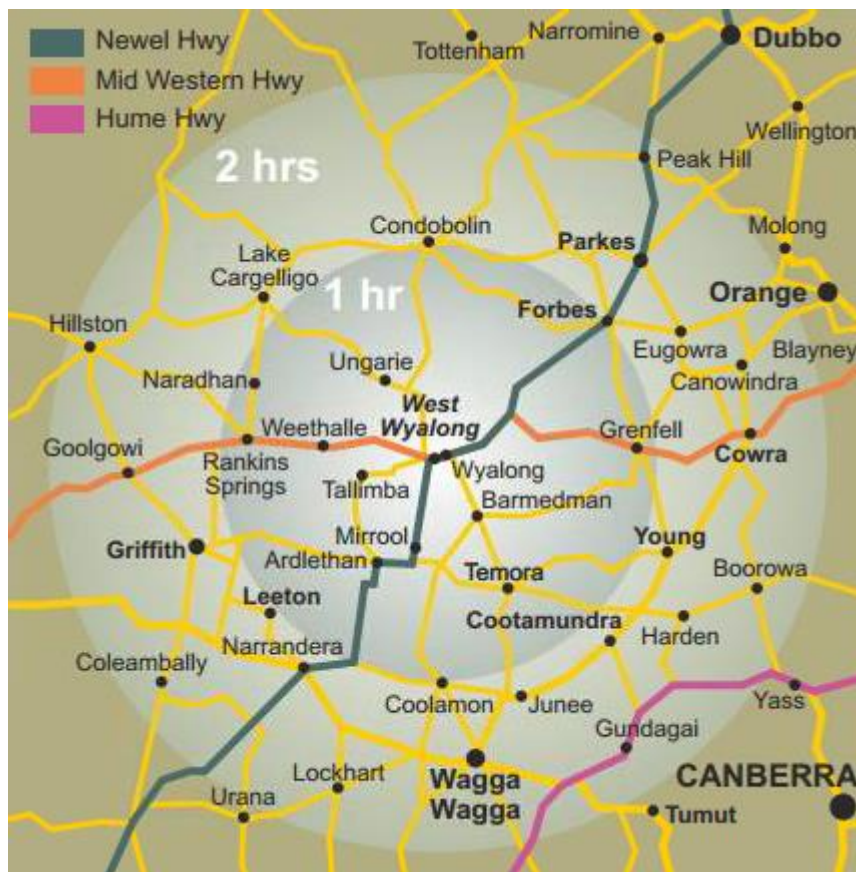 Newel Hwy
Mid Western Hwy
Hume Hwy
Tottenham
Narromine
Dubbo
Wellington
2 hrs
Peak Hill
Condobolin
Parkes
Molong
Lake
Cargelligo
1 hr
Orange
Forbes
Hillston
Eugowra
Blayney
Ungarie
Naradhan
Canowindra
West
Wyalong
Weethalle
Goolgowi
Grenfell
Cowra
Rankins
Springs
Wyalong
Tallimba
Barmedman
Mirrool
Young
Griffith
Ardlethan
Temora
Boorowa
Leeton
Cootamundra
Harden
Narrandera
Coleambally
Coolamon
Junee
Yass
Gundagai
Lockhart
Wagga
Wagga
CANBERRA
Urana
Tumut